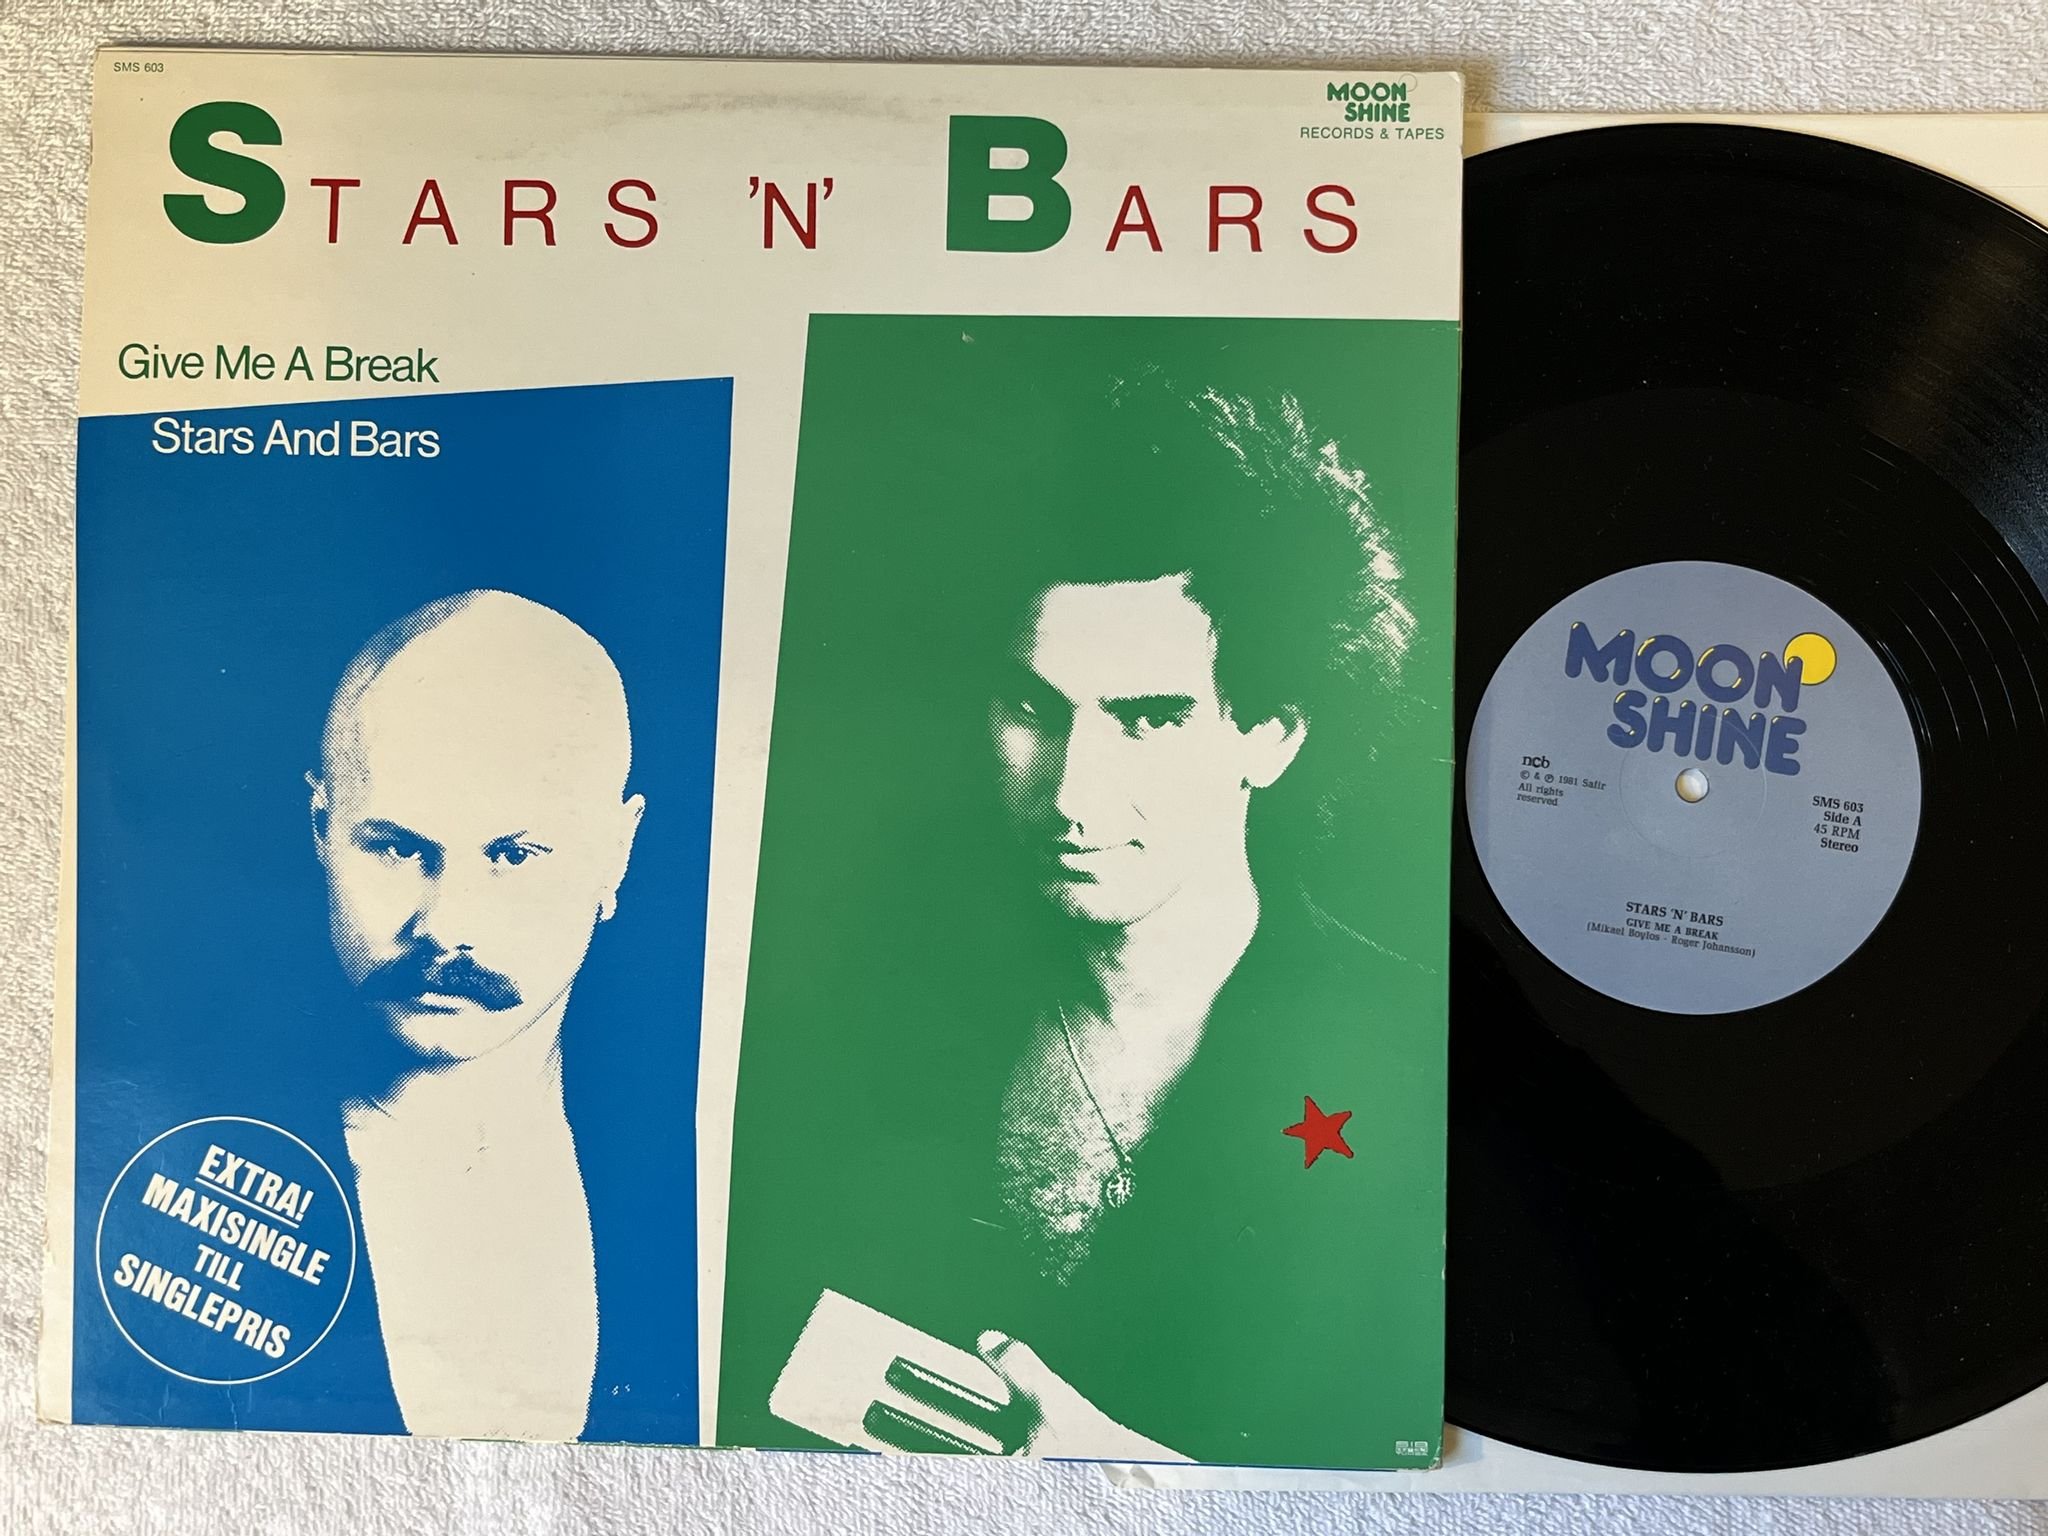 SMS 603
MOON
SHINE
RECORDS & TAPES
STARS 'N' BARS
Give Me A Break
Stars And Bars
EXTRA!
MAXISINGLE
TILL
SINGLEPRIS
MOON
SHINE
ncb
© & ℗ 1981 Safir
All rights
reserved
SMS 603
Side A
45 RPM
Stereo
STARS 'N' BARS
GIVE ME A BREAK
(Mikael Boylos - Roger Johansson)